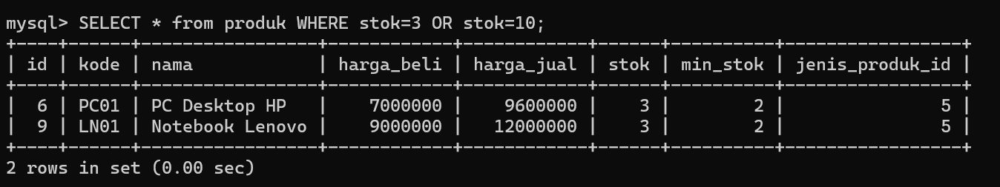 mysql> SELECT * from produk WHERE stok=3 OR stok=10;
+----+------+-----------------+------------+------------+------+----------+-----------------+
| id | kode | nama            | harga_beli | harga_jual | stok | min_stok | jenis_produk_id |
+----+------+-----------------+------------+------------+------+----------+-----------------+
|  6 | PC01 | PC Desktop HP   |    7000000 |    9600000 |    3 |        2 |               5 |
|  9 | LN01 | Notebook Lenovo |    9000000 |   12000000 |    3 |        2 |               5 |
+----+------+-----------------+------------+------------+------+----------+-----------------+
2 rows in set (0.00 sec)